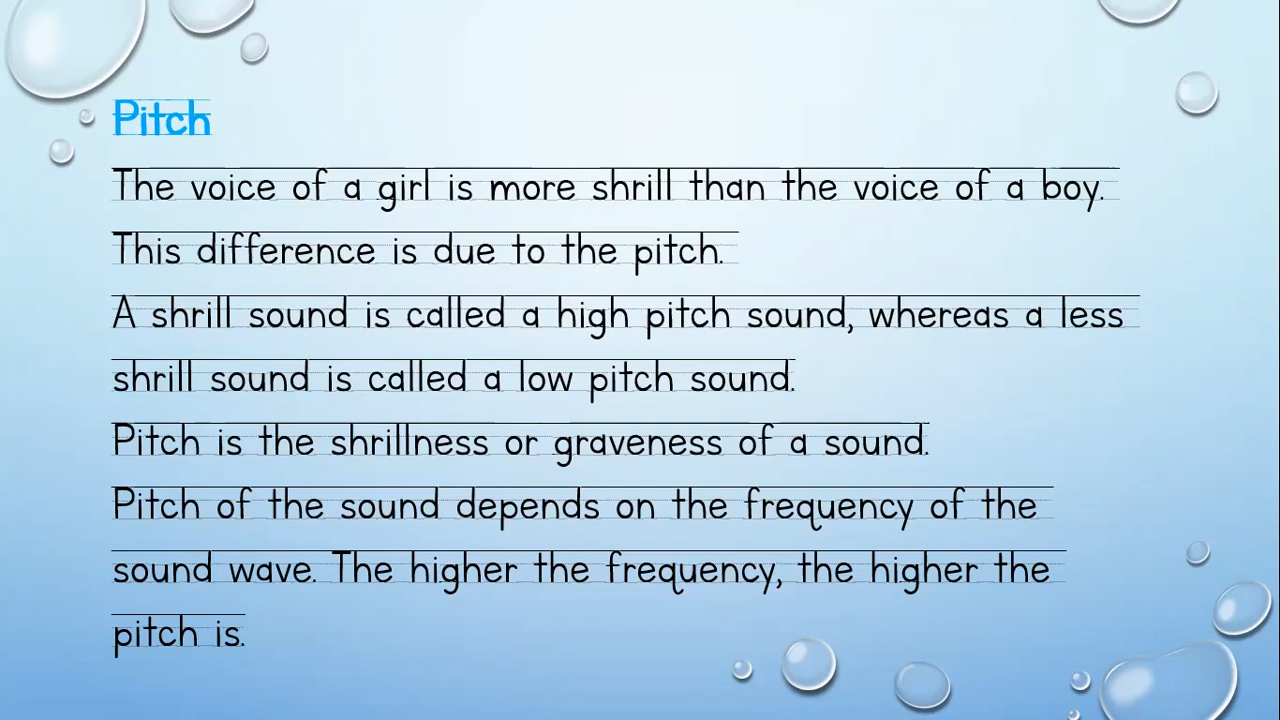 Pitch
The voice of a girl is more shrill than the voice of a boy.
This difference is due to the pitch.
A shrill sound is called a high pitch sound, whereas a less
shrill sound is called a low pitch sound.
Pitch is the shrillness or graveness of a sound.
Pitch of the sound depends on the frequency of the
sound wave. The higher the frequency, the higher the
pitch is.